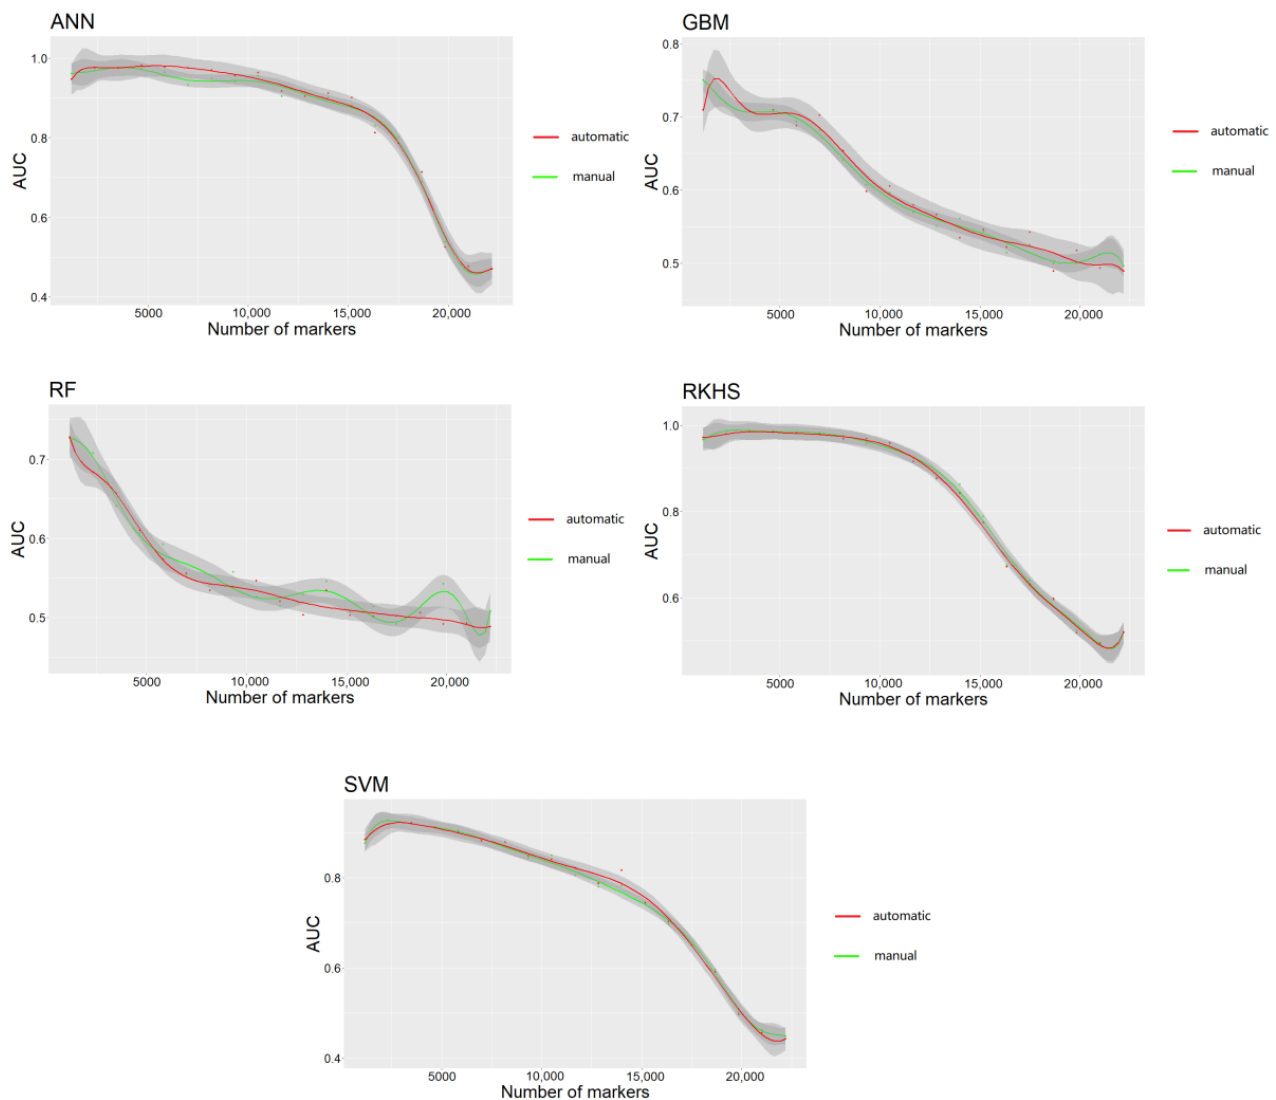 ANN
1.0
0.8
0.6
0.4
AUC
5000 10,000 15,000 20,000
Number of markers
automatic
manual
GBM
0.8
0.7
0.6
0.5
AUC
5000 10,000 15,000 20,000
Number of markers
automatic
manual
RF
0.7
0.6
0.5
AUC
5000 10,000 15,000 20,000
Number of markers
automatic
manual
RKHS
1.0
0.8
0.6
AUC
5000 10,000 15,000 20,000
Number of markers
automatic
manual
SVM
0.8
0.6
0.4
AUC
5000 10,000 15,000 20,000
Number of markers
automatic
manual